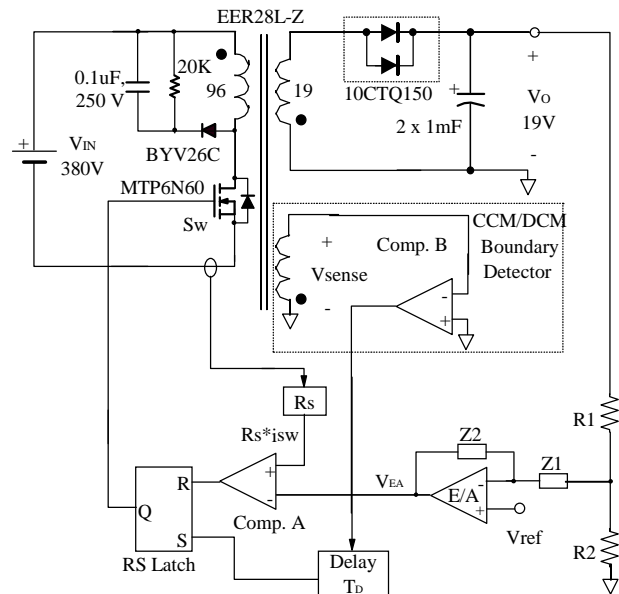 EER28L-Z
0.1uF,
250 V
20K
96
19
10CTQ150
+
+
VO
19V
-
2 x 1mF
+
VIN
380V
BYV26C
MTP6N60
Sw
CCM/DCM
Boundary
Detector
+
Vsense
-
Comp. B
-
+
Rs
Rs*isw
R1
Z2
Z1
VEA
E/A
-
+
Vref
R2
R
Q
S
RS Latch
+
-
Comp. A
Delay
TD